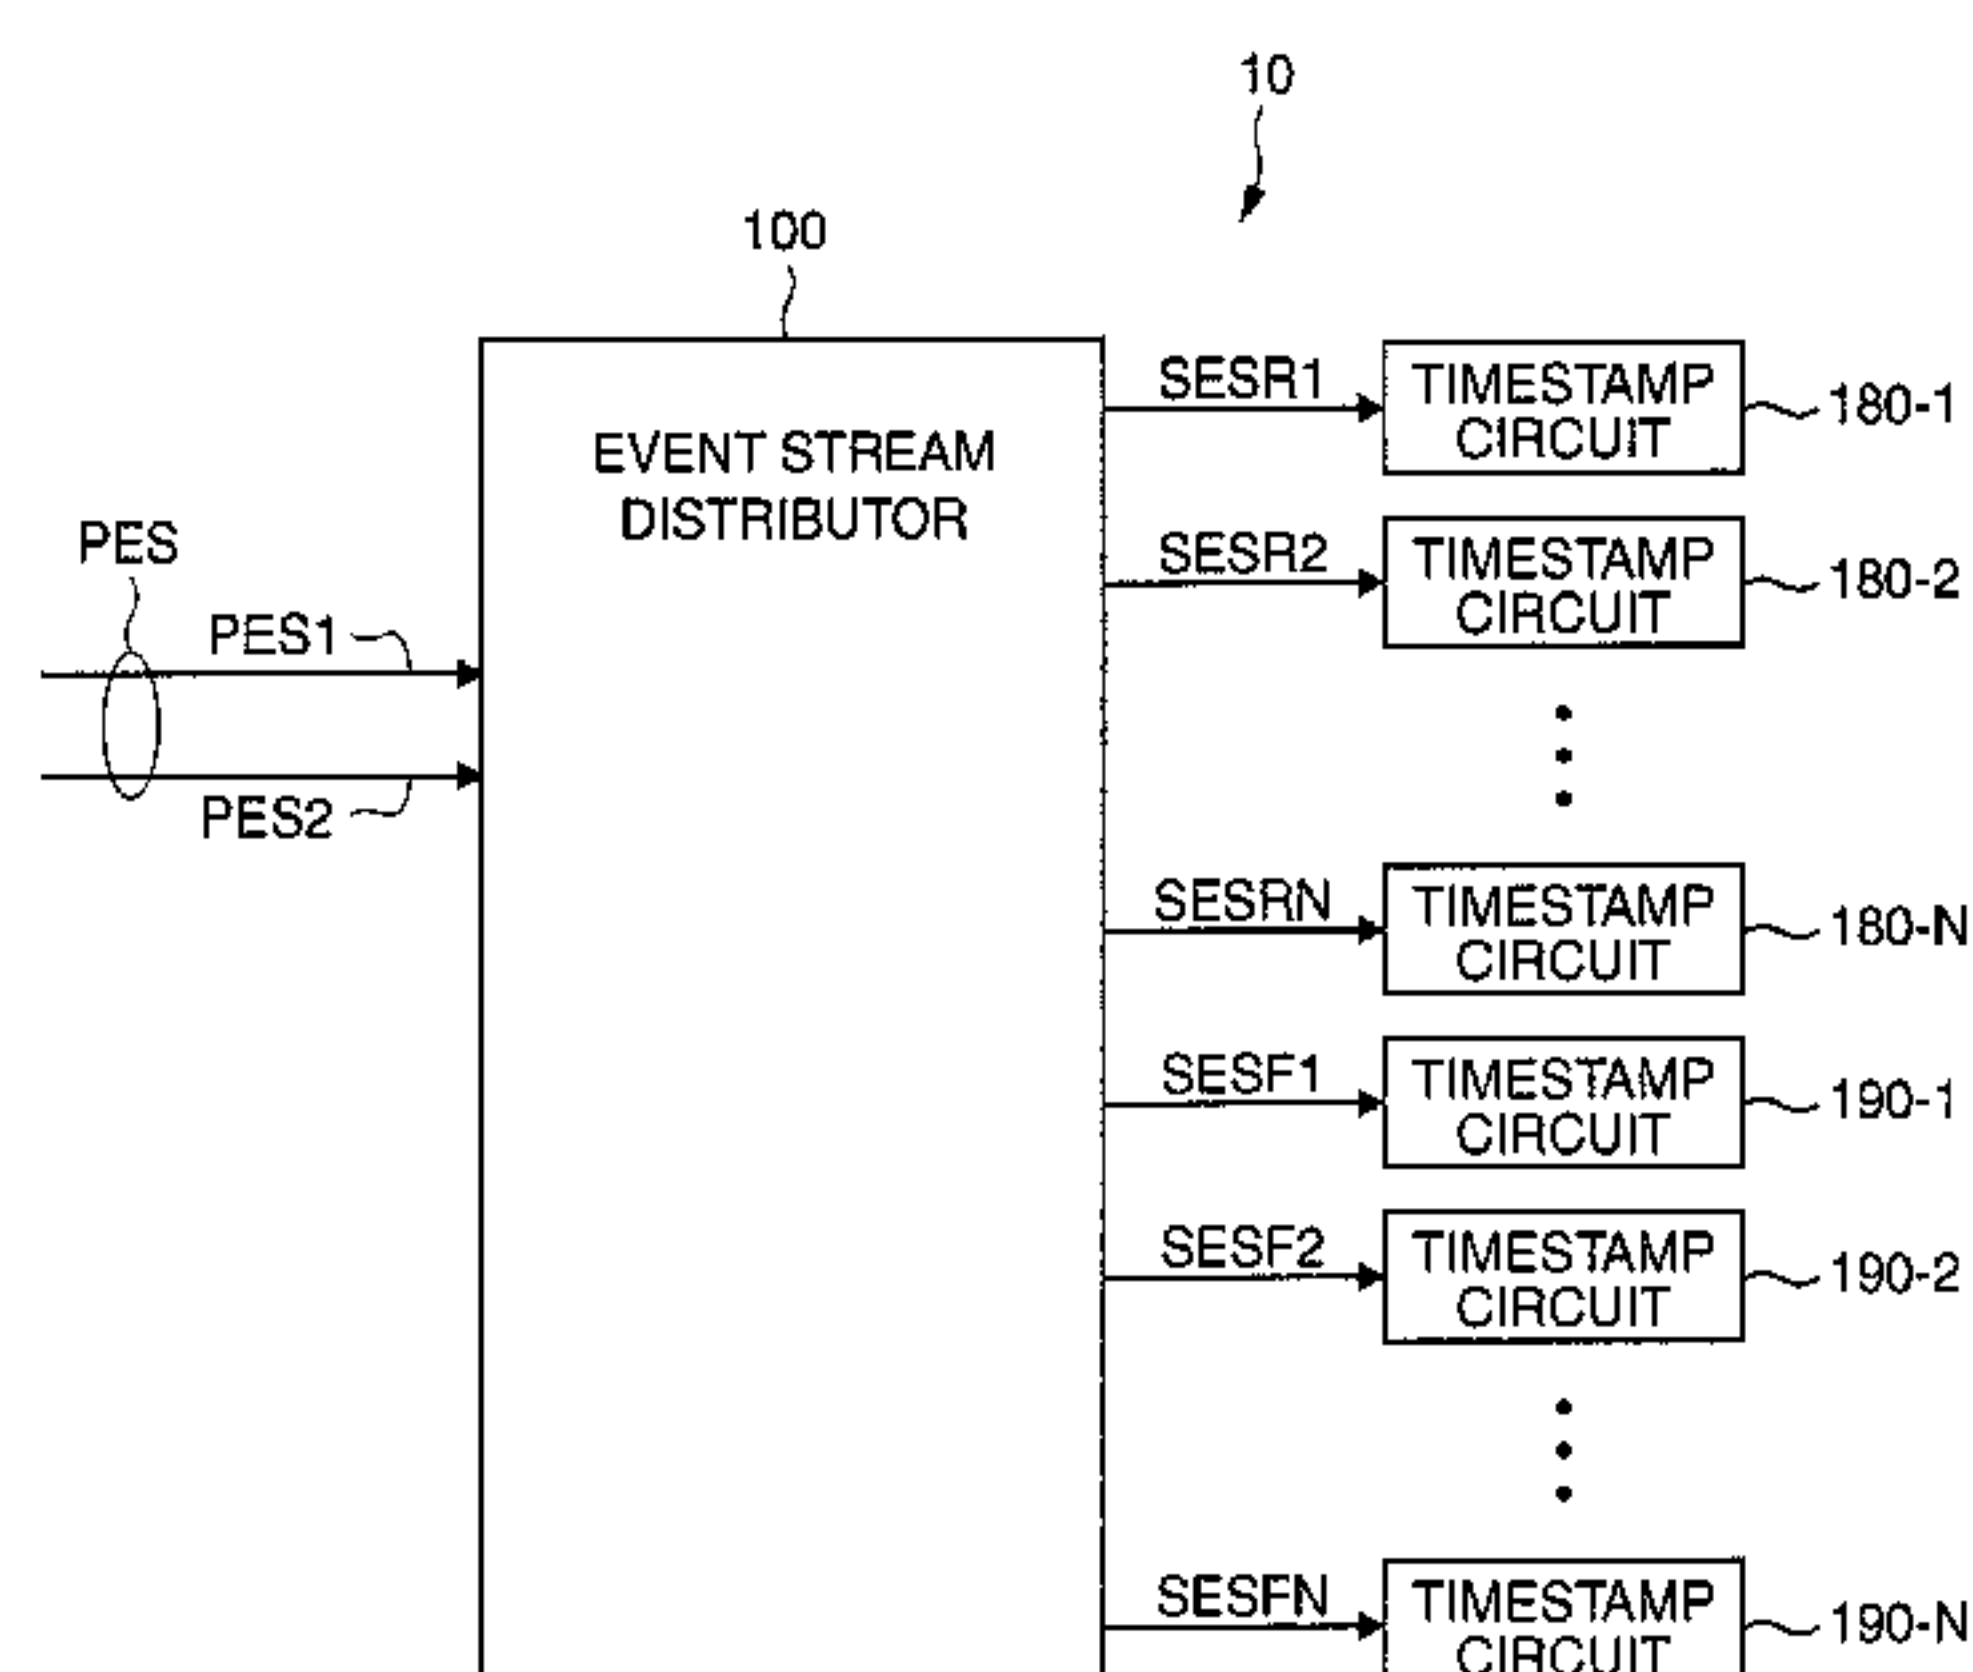 10
100
EVENT STREAM
DISTRIBUTOR
PES
PES1
PES2
SESR1
TIMESTAMP
CIRCUIT
180-1
SESR2
TIMESTAMP
CIRCUIT
180-2
SESRN
TIMESTAMP
CIRCUIT
180-N
SESF1
TIMESTAMP
CIRCUIT
190-1
SESF2
TIMESTAMP
CIRCUIT
190-2
SESFN
TIMESTAMP
CIRCUIT
190-N